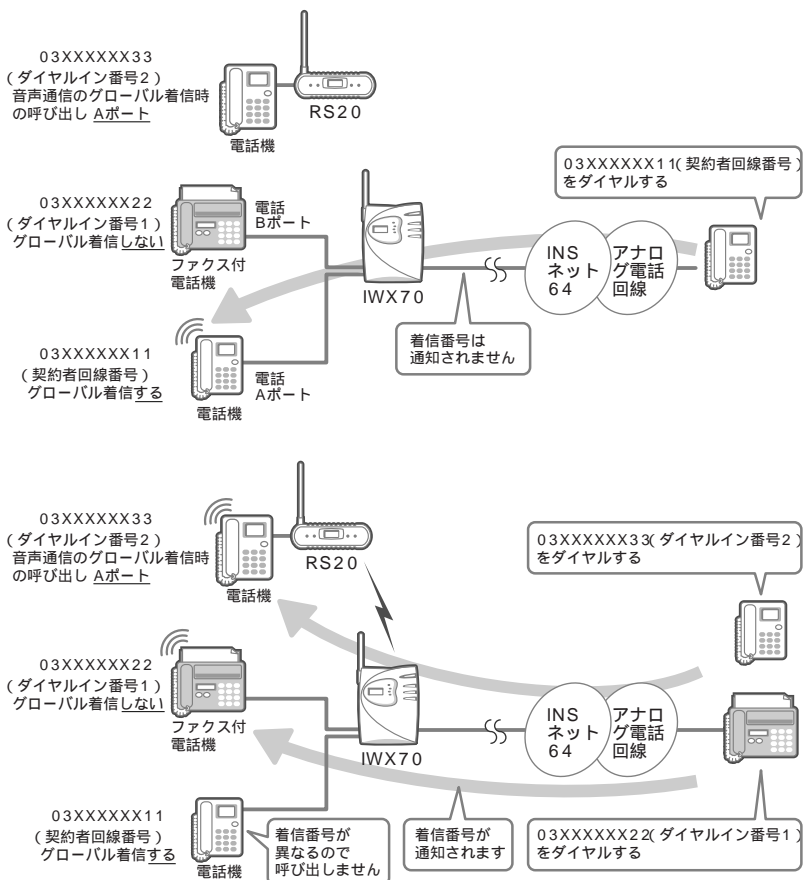 03XXXXXX33
(ダイヤルイン番号2)
音声通信のグローバル着信時
の呼び出し Aポート
電話機
RS20
03XXXXXX11(契約者回線番号)
をダイヤルする
03XXXXXX22
(ダイヤルイン番号1)
グローバル着信しない
ファクス付
電話機
電話
Bポート
IWX70
INS
ネット
64
アナロ
グ電話
回線
着信番号は
通知されません
03XXXXXX11
(契約者回線番号)
グローバル着信する
電話機
電話
Aポート
03XXXXXX33
(ダイヤルイン番号2)
音声通信のグローバル着信時
の呼び出し Aポート
電話機
RS20
03XXXXXX33(ダイヤルイン番号2)
をダイヤルする
03XXXXXX22
(ダイヤルイン番号1)
グローバル着信しない
ファクス付
電話機
IWX70
INS
ネット
64
アナロ
グ電話
回線
03XXXXXX11
(契約者回線番号)
グローバル着信する
電話機
着信番号が
異なるので
呼び出しません
着信番号が
通知されます
03XXXXXX22(ダイヤルイン番号1)
をダイヤルする